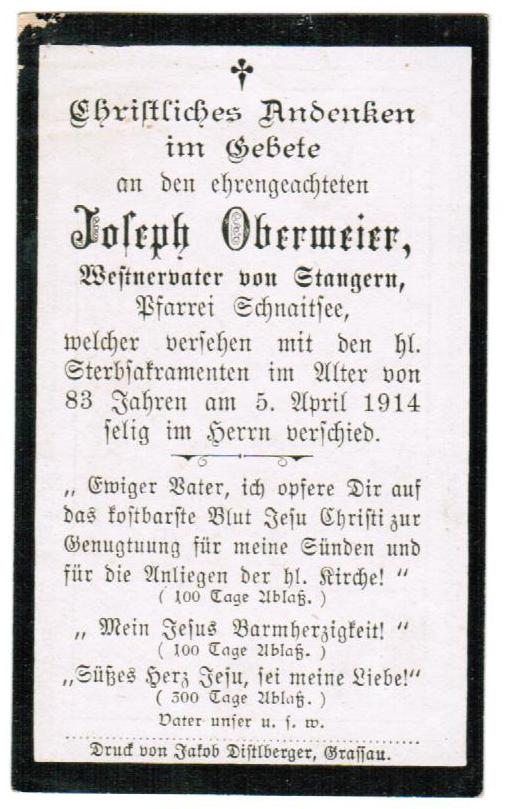 Christliches Andenken
im Gebete
an den ehrengeachteten
Joseph Obermeier,
Westnervater von Stangern,
Pfarrei Schnaitsee,
welcher versehen mit den hl.
Sterbsakramenten im Alter von
83 Jahren am 5. April 1914
selig im Herrn verschied.
„ Ewiger Vater, ich opfere Dir auf
das kostbarste Blut Jesu Christi zur
Genugtuung für meine Sünden und
für die Anliegen der hl. Kirche! “
( 100 Tage Ablaß. )
„ Mein Jesus Barmherzigkeit! “
( 100 Tage Ablaß. )
„Süßes Herz Jesu, sei meine Liebe!“
( 300 Tage Ablaß. )
Vater unser u. s. w.
Druck von Jakob Distlberger, Grassau.